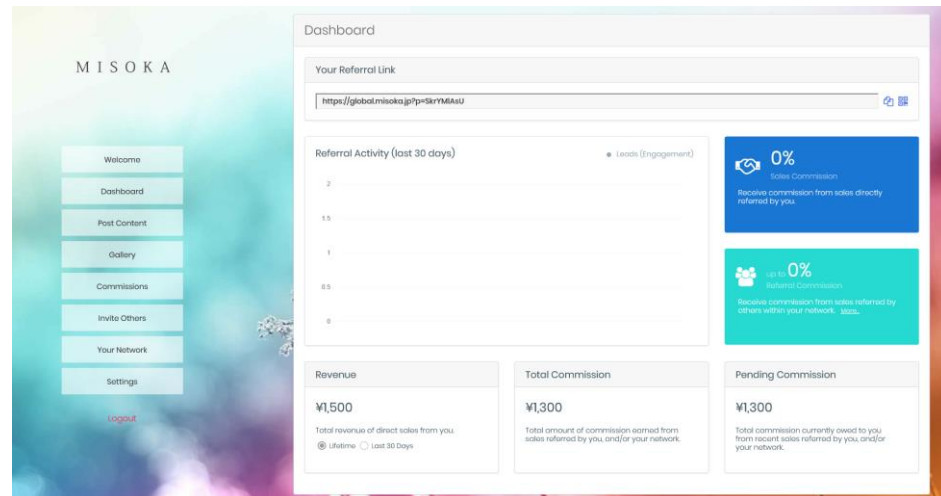 MISOKA
Welcome
Dashboard
Post Content
Gallery
Commissions
Invite Others
Your Network
Settings
Logout
Dashboard
Your Referral Link
https://global.misoka.jp?p=SkrYMlAsU
Referral Activity (last 30 days)
Leads (Engagement)
2
1.5
1
0.5
0
0%
Sales Commission
Receive commission from sales directly
referred by you.
up to 0%
Referral Commission
Receive commission from sales referred by
others within your network. More..
Revenue
¥1,500
Total revenue of direct sales from you.
Lifetime Last 30 Days
Total Commission
¥1,300
Total amount of commission earned from
sales referred by you, and/or your network.
Pending Commission
¥1,300
Total commission currently owed to you
from recent sales referred by you, and/or
your network.